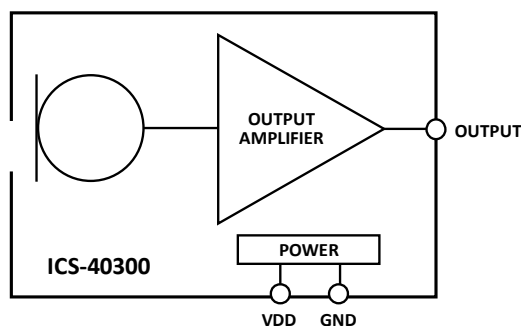 OUTPUT
AMPLIFIER
OUTPUT
POWER
ICS-40300
VDD GND